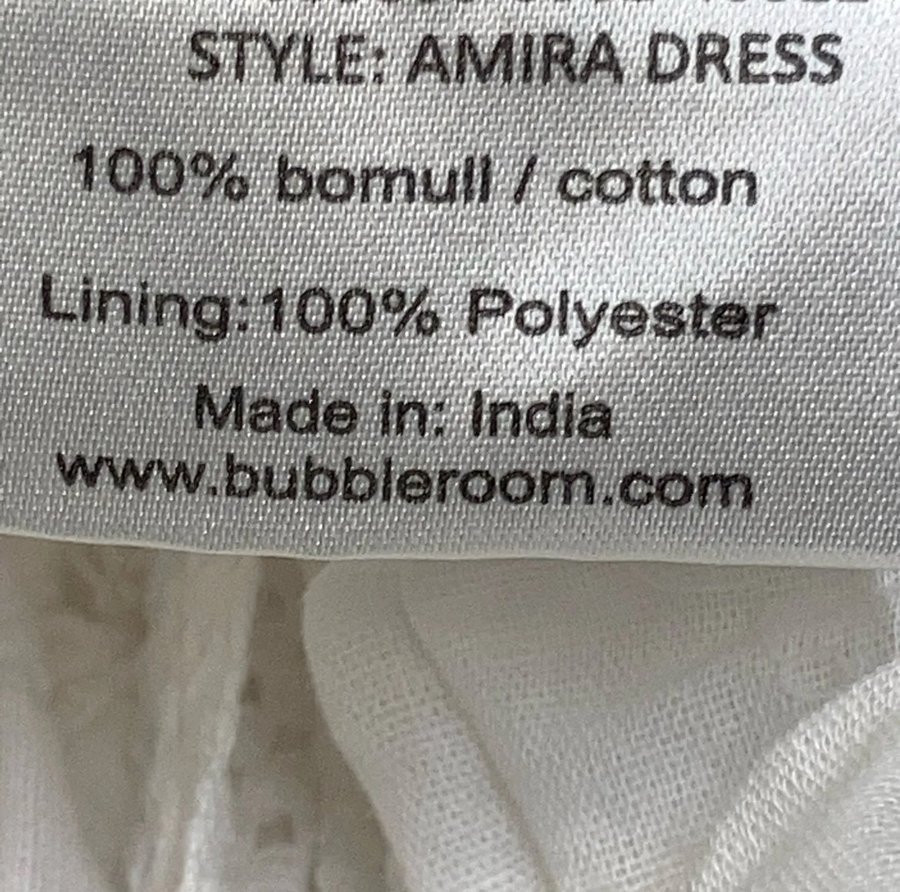 STYLE: AMIRA DRESS
100% bomull / cotton
Lining:100% Polyester
Made in: India
www.bubbleroom.com